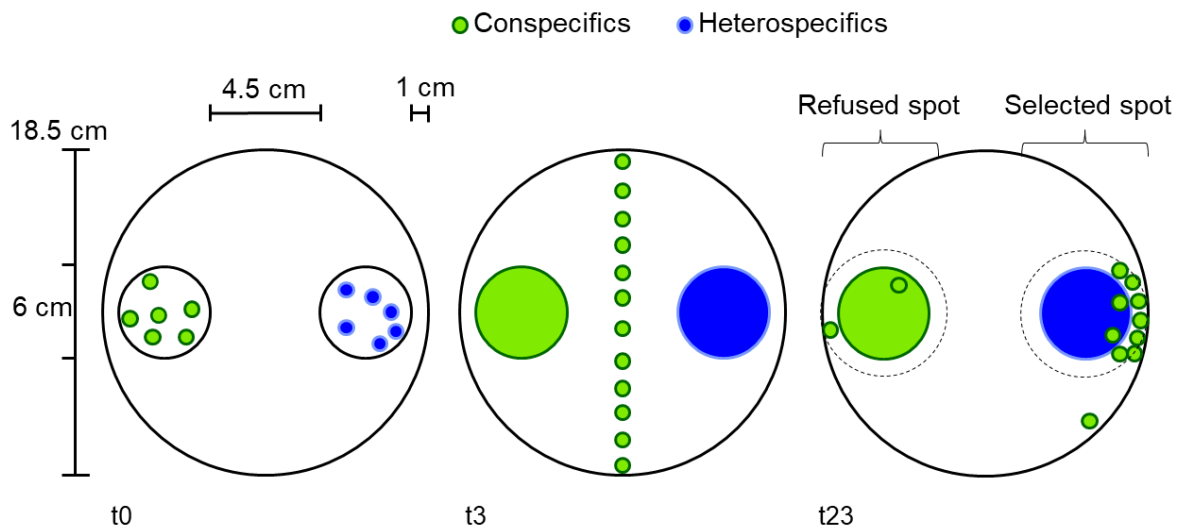 Conspecifics
Heterospecifics
4.5 cm
1 cm
Refused spot
Selected spot
18.5 cm
6 cm
t0
t3
t23